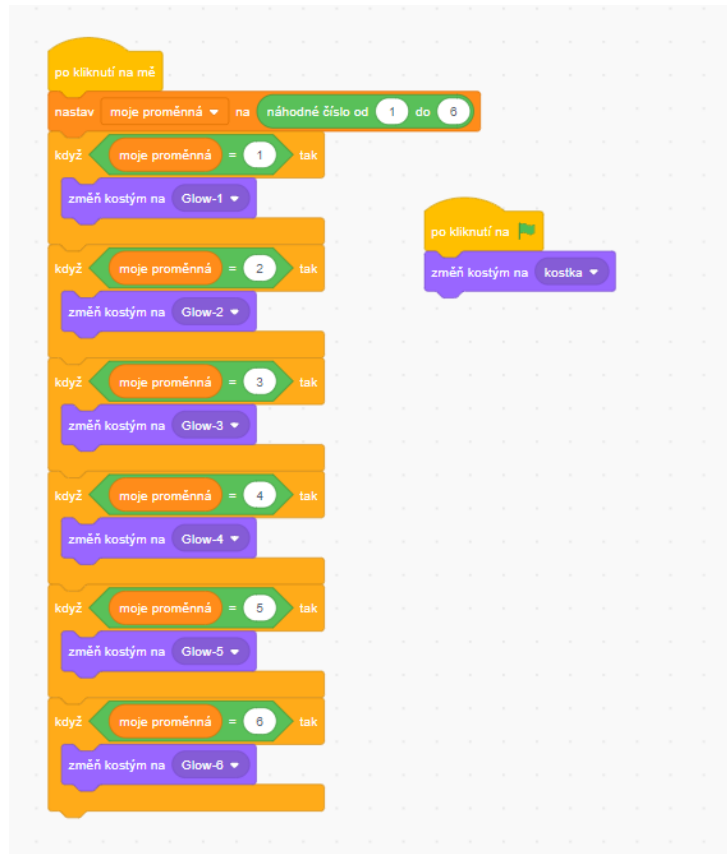 po kliknutí na mě
nastav moje proměnná na náhodné číslo od 1 do 6
když moje proměnná = 1 tak
změň kostým na Glow-1
když moje proměnná = 2 tak
změň kostým na Glow-2
když moje proměnná = 3 tak
změň kostým na Glow-3
když moje proměnná = 4 tak
změň kostým na Glow-4
když moje proměnná = 5 tak
změň kostým na Glow-5
když moje proměnná = 6 tak
změň kostým na Glow-6
po kliknutí na
změň kostým na kostka